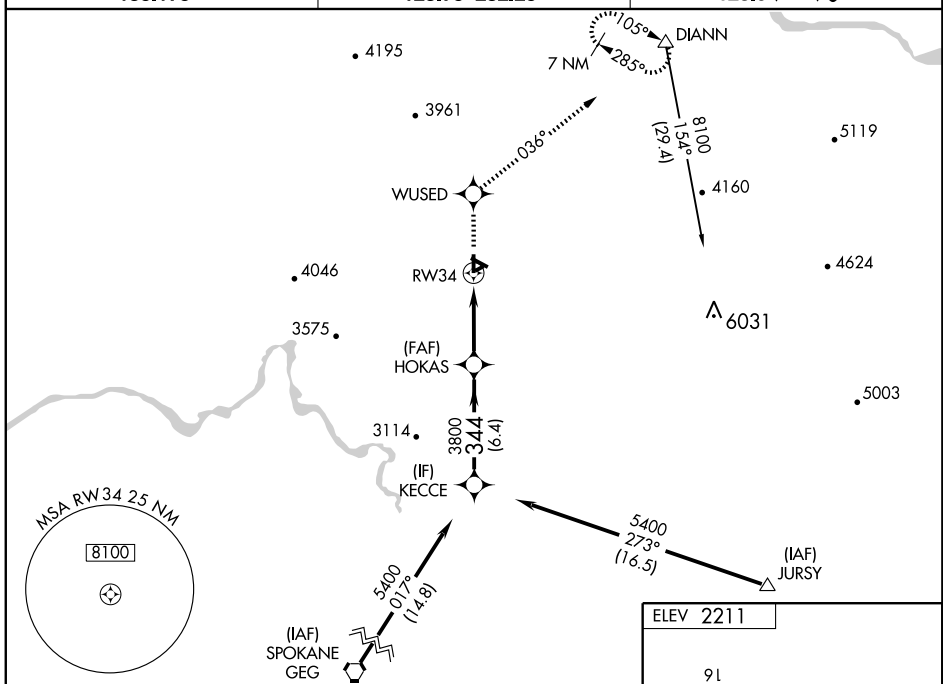 105°
DIANN
7 NM
285°
4195
3961
036°
8100
154°
(29.4)
5119
4160
WUSED
4046
RW34
4624
6031
3575
(FAF)
HOKAS
5003
3114
3800
344
(6.4)
(IF)
KECCE
MSA RW34 25 NM
8100
5400
273°
(16.5)
(IAF)
JURSY
5400
017°
(14.8)
(IAF)
SPOKANE
GEG
ELEV 2211